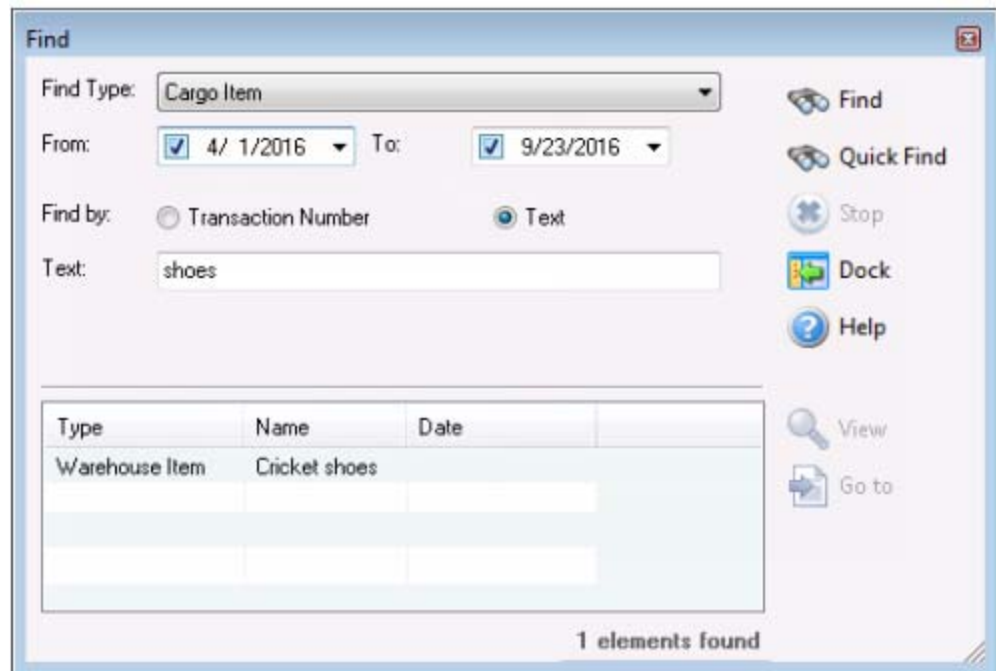 Find
Find Type: Cargo Item
Find
From: 4/ 1/2016 To: 9/23/2016
Quick Find
Find by: Transaction Number Text
Stop
Text: shoes
Dock
Help
Type Name Date
View
Warehouse Item Cricket shoes
Go to
1 elements found